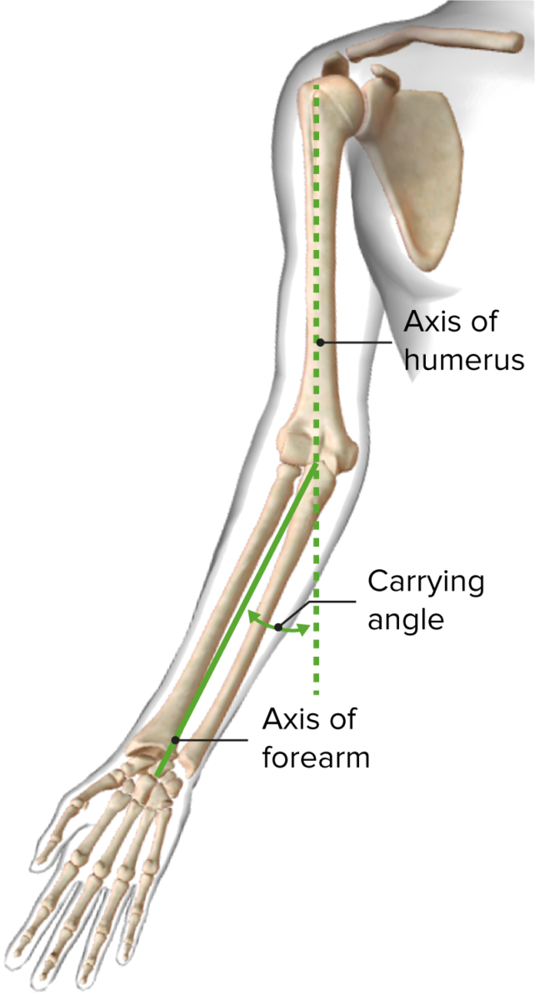 Axis of
humerus
Carrying
angle
Axis of
forearm